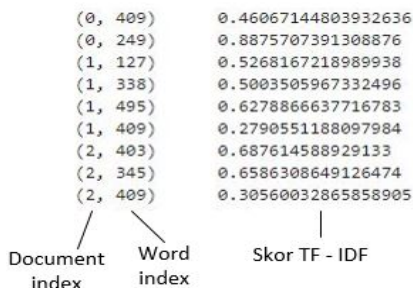 (0, 409) 0.46067144803932636
(0, 249) 0.8875707391308876
(1, 127) 0.5268167218989938
(1, 338) 0.5003505967332496
(1, 495) 0.6278866637716783
(1, 409) 0.2790551188097984
(2, 403) 0.687614588929133
(2, 345) 0.6586308649126474
(2, 409) 0.30560032865858905
Document index
Word index
Skor TF - IDF